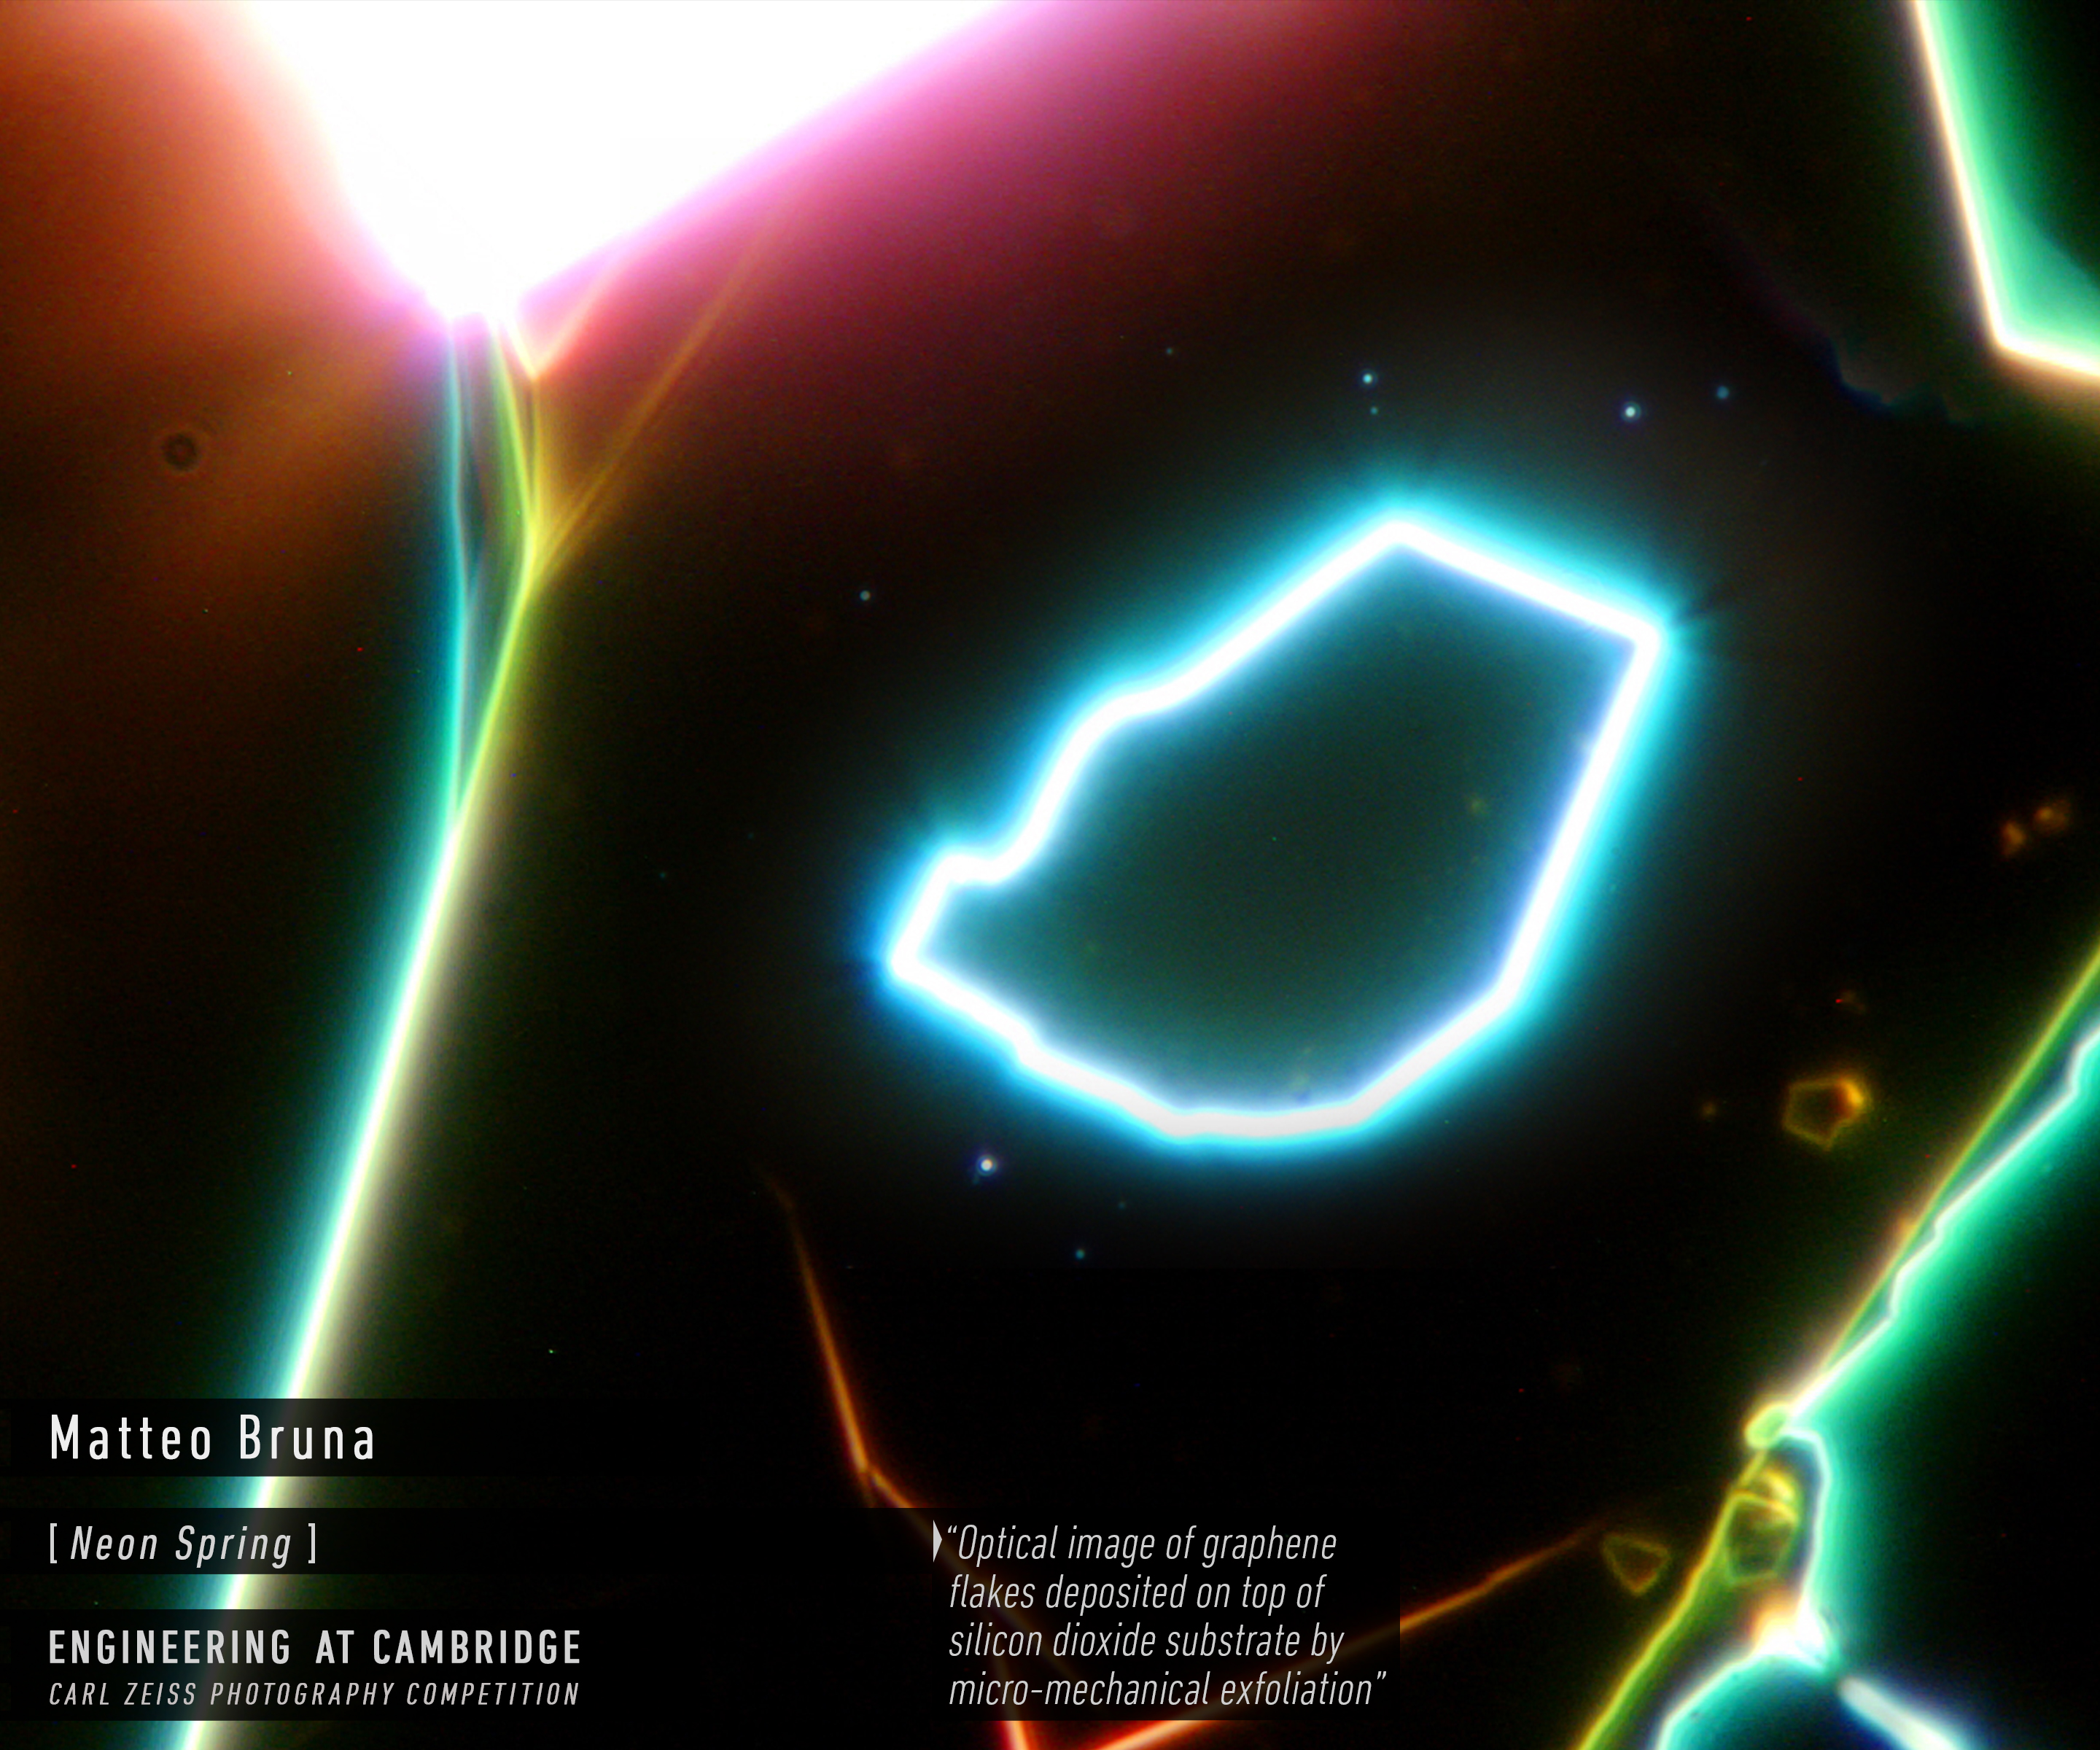 Matteo Bruna
[ Neon Spring ]
ENGINEERING AT CAMBRIDGE
CARL ZEISS PHOTOGRAPHY COMPETITION
“Optical image of graphene
flakes deposited on top of
silicon dioxide substrate by
micro-mechanical exfoliation”